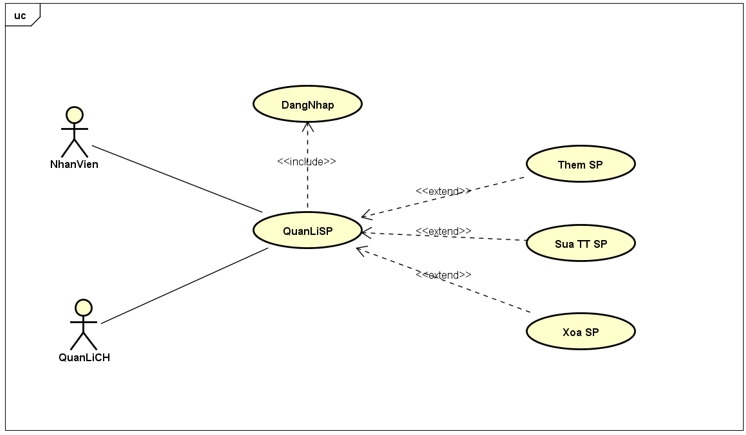 uc
DangNhap
NhanVien
<<include>>
Them SP
<<extend>>
QuanLiSP
<<extend>>
Sua TT SP
<<extend>>
Xoa SP
QuanLiCH